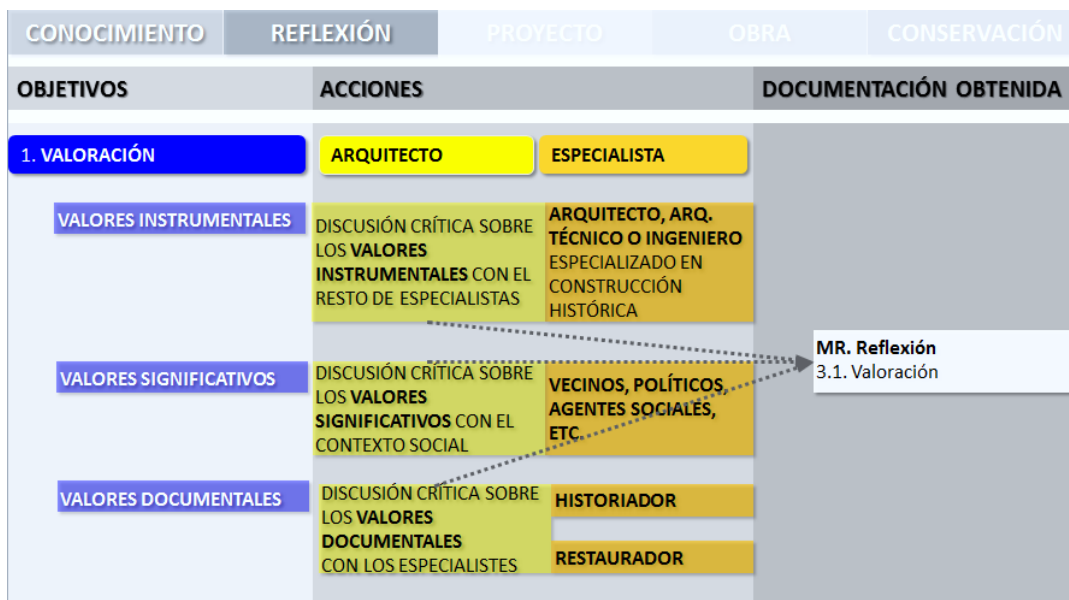 CONOCIMIENTO REFLEXIÓN PROYECTO OBRA CONSERVACIÓN
OBJETIVOS ACCIONES DOCUMENTACIÓN OBTENIDA
1. VALORACIÓN ARQUITECTO ESPECIALISTA
VALORES INSTRUMENTALES
DISCUSIÓN CRÍTICA SOBRE
LOS VALORES
INSTRUMENTALES CON EL
RESTO DE ESPECIALISTAS
ARQUITECTO, ARQ.
TÉCNICO O INGENIERO
ESPECIALIZADO EN
CONSTRUCCIÓN
HISTÓRICA
MR. Reflexión
3.1. Valoración
VALORES SIGNIFICATIVOS
DISCUSIÓN CRÍTICA SOBRE
LOS VALORES
SIGNIFICATIVOS CON EL
CONTEXTO SOCIAL
VECINOS, POLÍTICOS,
AGENTES SOCIALES,
ETC.
VALORES DOCUMENTALES
DISCUSIÓN CRÍTICA SOBRE
LOS VALORES
DOCUMENTALES
CON LOS ESPECIALISTES
HISTORIADOR
RESTAURADOR